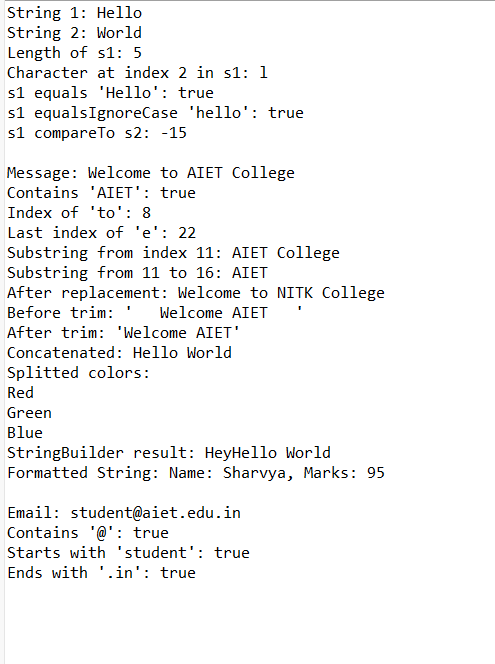 String 1: Hello
String 2: World
Length of s1: 5
Character at index 2 in s1: l
s1 equals 'Hello': true
s1 equalsIgnoreCase 'hello': true
s1 compareTo s2: -15

Message: Welcome to AIET College
Contains 'AIET': true
Index of 'to': 8
Last index of 'e': 22
Substring from index 11: AIET College
Substring from 11 to 16: AIET
After replacement: Welcome to NITK College
Before trim: '   Welcome AIET   '
After trim: 'Welcome AIET'
Concatenated: Hello World
Splitted colors:
Red
Green
Blue
StringBuilder result: HeyHello World
Formatted String: Name: Sharvya, Marks: 95

Email: student@aiet.edu.in
Contains '@': true
Starts with 'student': true
Ends with '.in': true